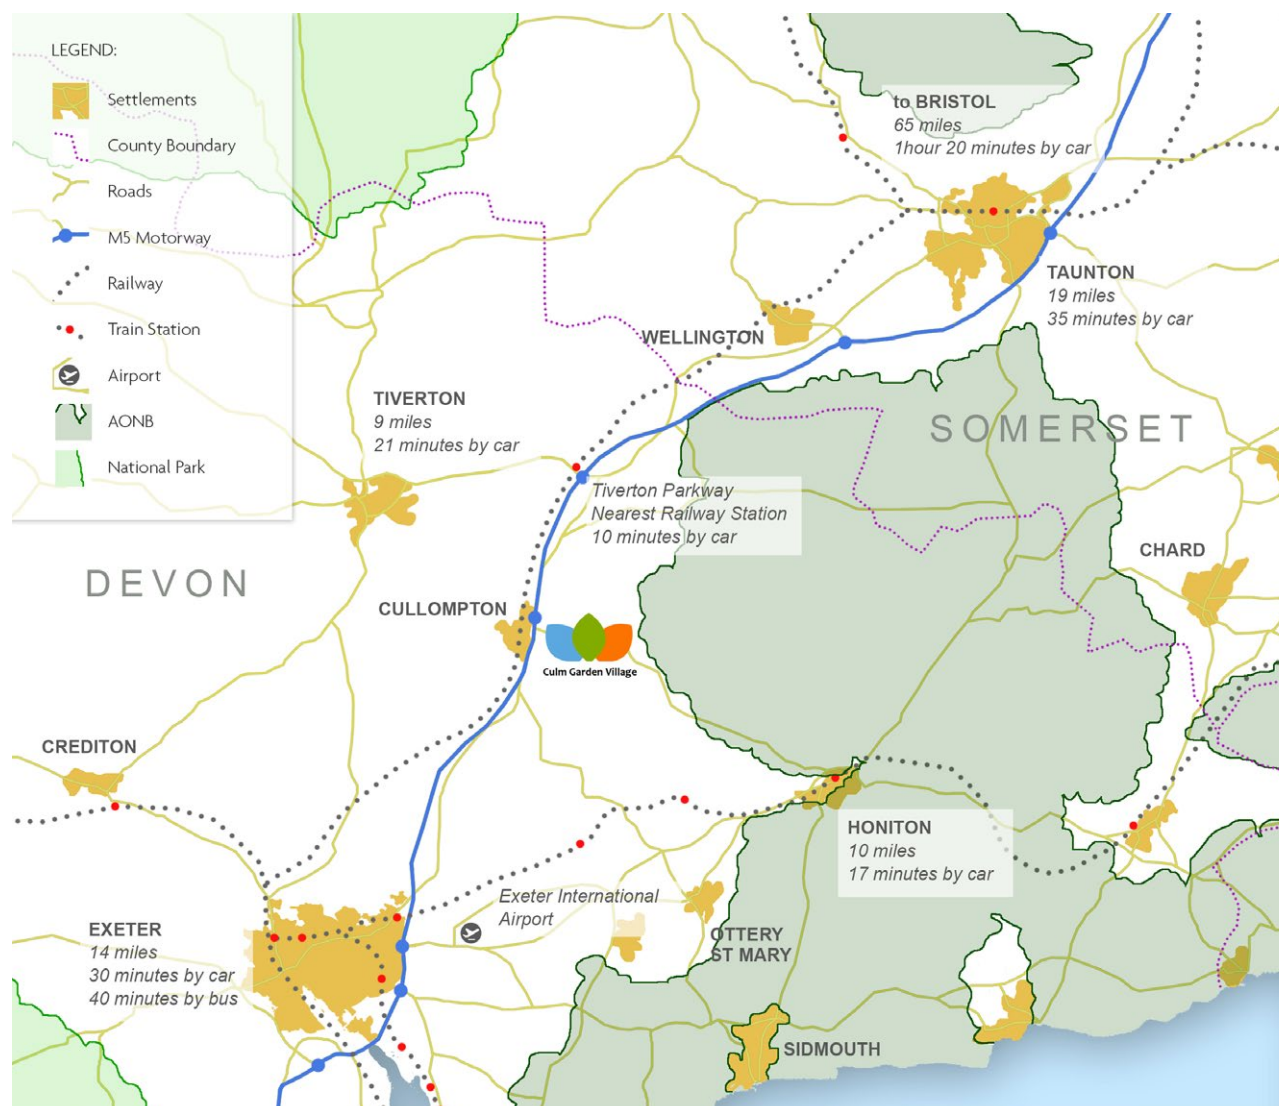 LEGEND:
Settlements
County Boundary
Roads
M5 Motorway
Railway
Train Station
Airport
AONB
National Park
to BRISTOL
65 miles
1hour 20 minutes by car
TAUNTON
19 miles
35 minutes by car
WELLINGTON
TIVERTON
9 miles
21 minutes by car
SOMERSET
Tiverton Parkway
Nearest Railway Station
10 minutes by car
CHARD
DEVON
CULLOMPTON
Culm Garden Village
CREDITON
HONITON
10 miles
17 minutes by car
Exeter International
Airport
EXETER
14 miles
30 minutes by car
40 minutes by bus
OTTERY
ST MARY
SIDMOUTH